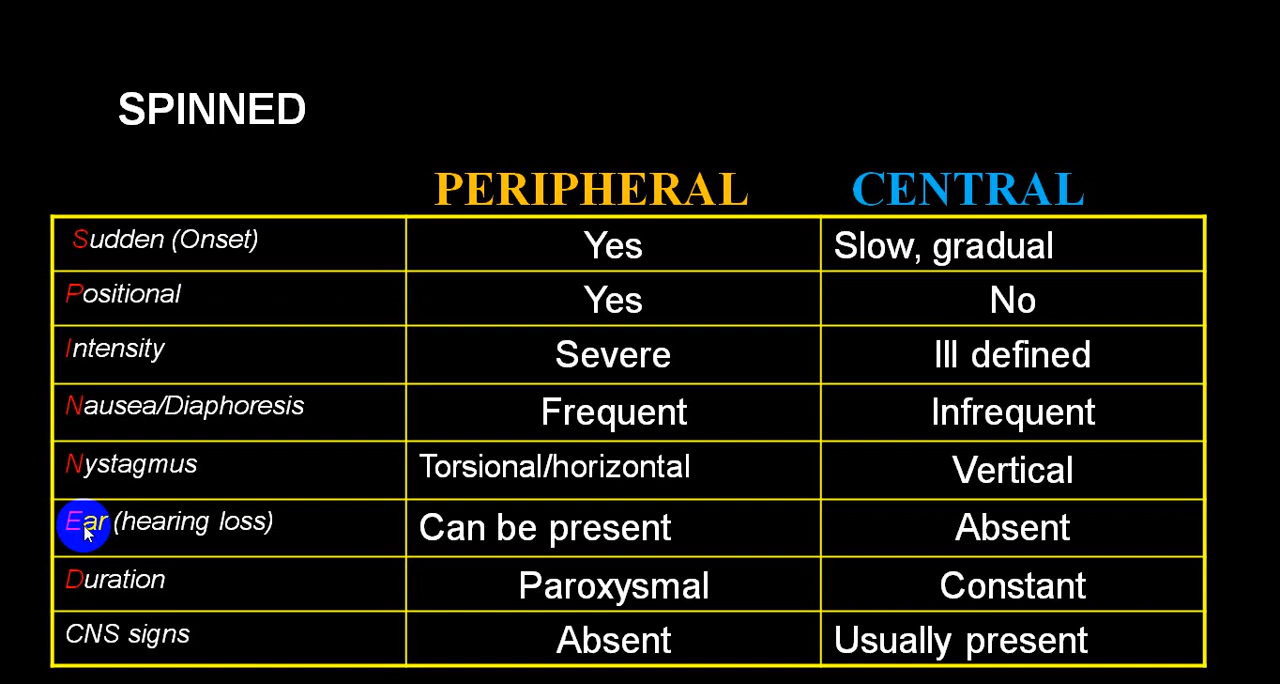 SPINNED
PERIPHERAL CENTRAL
Sudden (Onset) Yes Slow, gradual
Positional Yes No
Intensity Severe Ill defined
Nausea/Diaphoresis Frequent Infrequent
Nystagmus Torsional/horizontal Vertical
Ear (hearing loss) Can be present Absent
Duration Paroxysmal Constant
CNS signs Absent Usually present